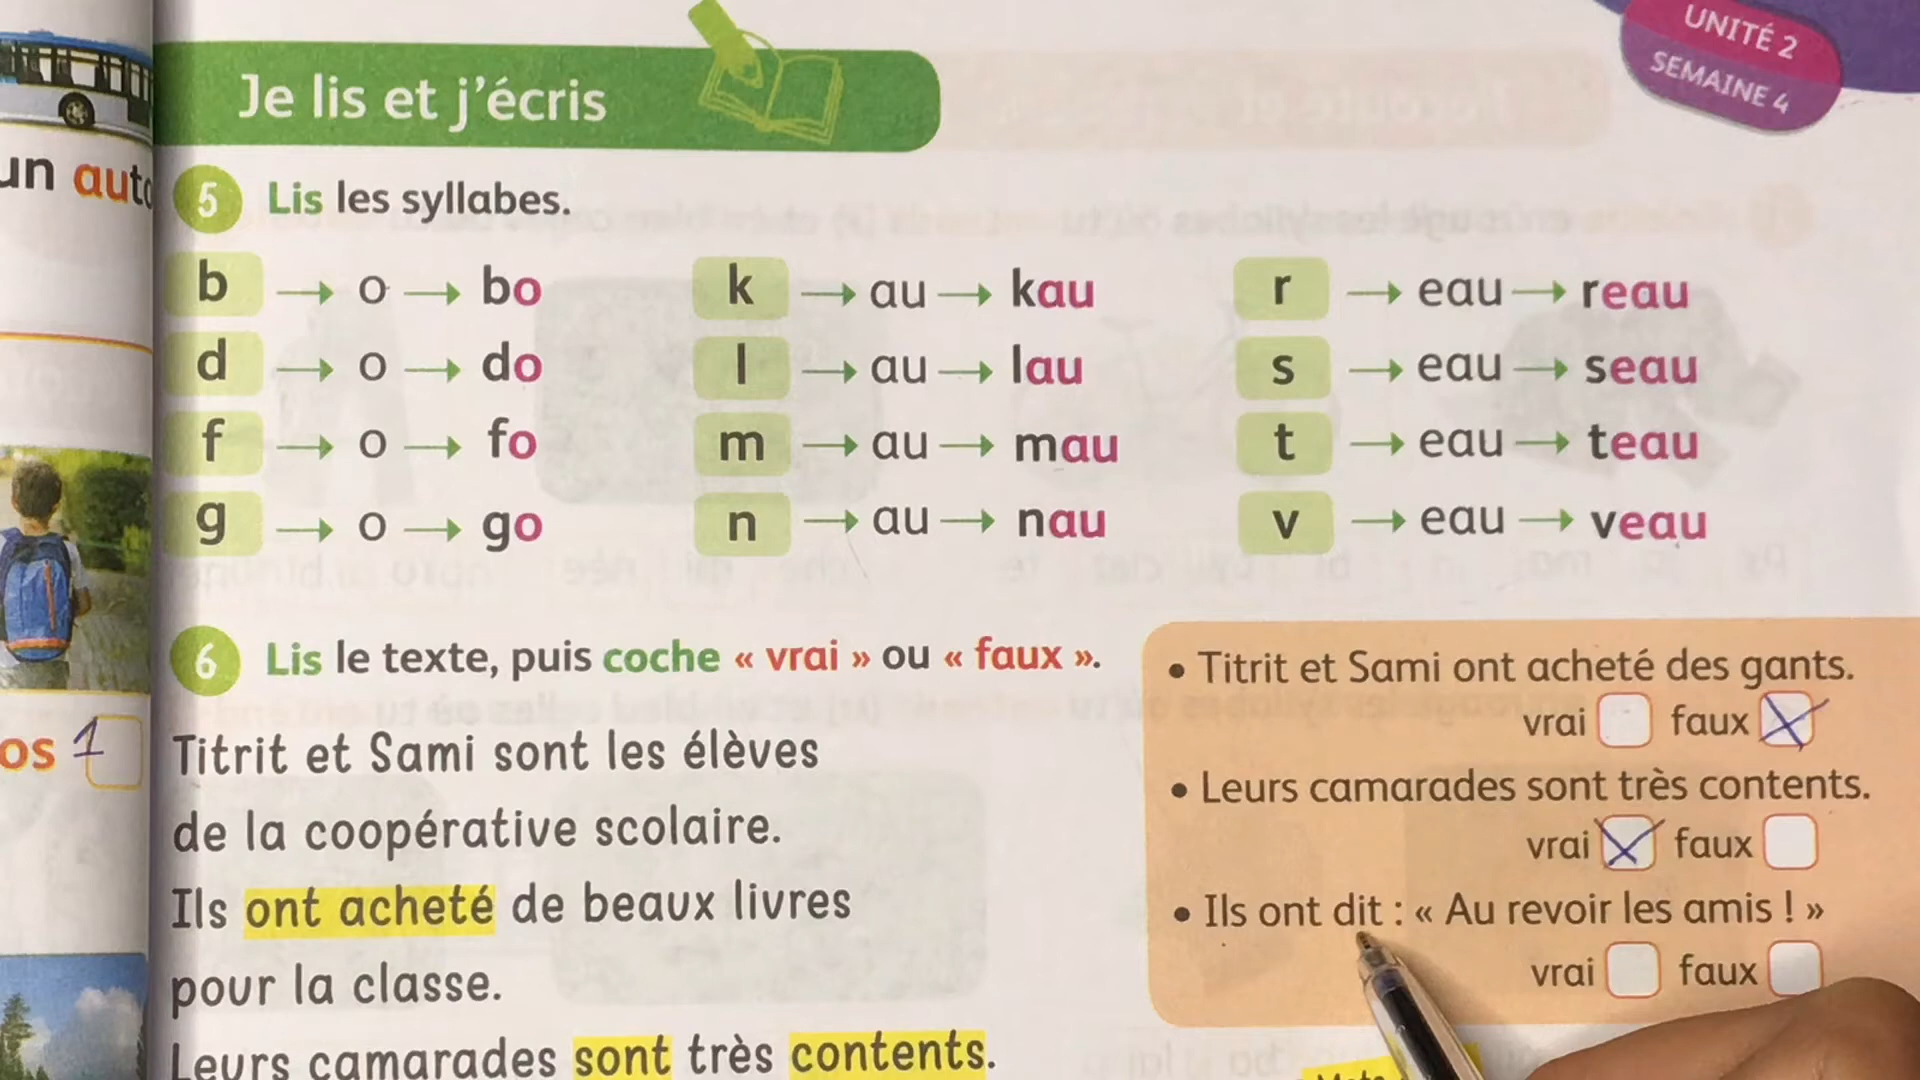 UNITÉ 2
SEMAINE 4
Je lis et j'écris
un auto
5 Lis les syllabes.
b → o → bo k → au → kau r → eau → reau
d → o → do l → au → lau s → eau → seau
f → o → fo m → au → mau t → eau → teau
g → o → go n → au → nau v → eau → veau
6 Lis le texte, puis coche « vrai » ou « faux ».
os 1
Titrit et Sami sont les élèves
de la coopérative scolaire.
Ils ont acheté de beaux livres
pour la classe.
Leurs camarades sont très contents.
• Titrit et Sami ont acheté des gants.
vrai faux X
• Leurs camarades sont très contents.
vrai X faux
• Ils ont dit : « Au revoir les amis ! »
vrai faux